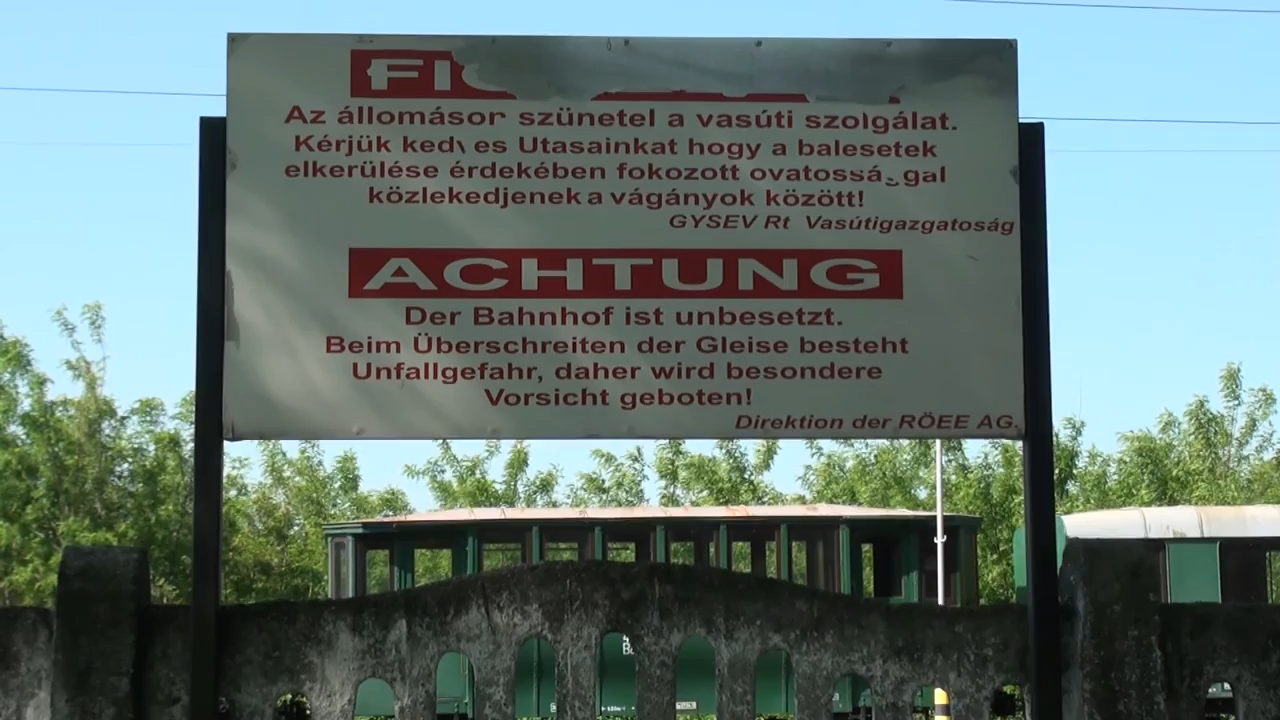 Az állomáson szünetel a vasúti szolgálat.
Kérjük kedves Utasainkat hogy a balesetek
elkerülése érdekében fokozott ovatossággal
közlekedjenek a vágányok között!
GYSEV Rt Vasútigazgatoság
ACHTUNG
Der Bahnhof ist unbesetzt.
Beim Überschreiten der Gleise besteht
Unfallgefahr, daher wird besondere
Vorsicht geboten!
Direktion der RÖEE AG.